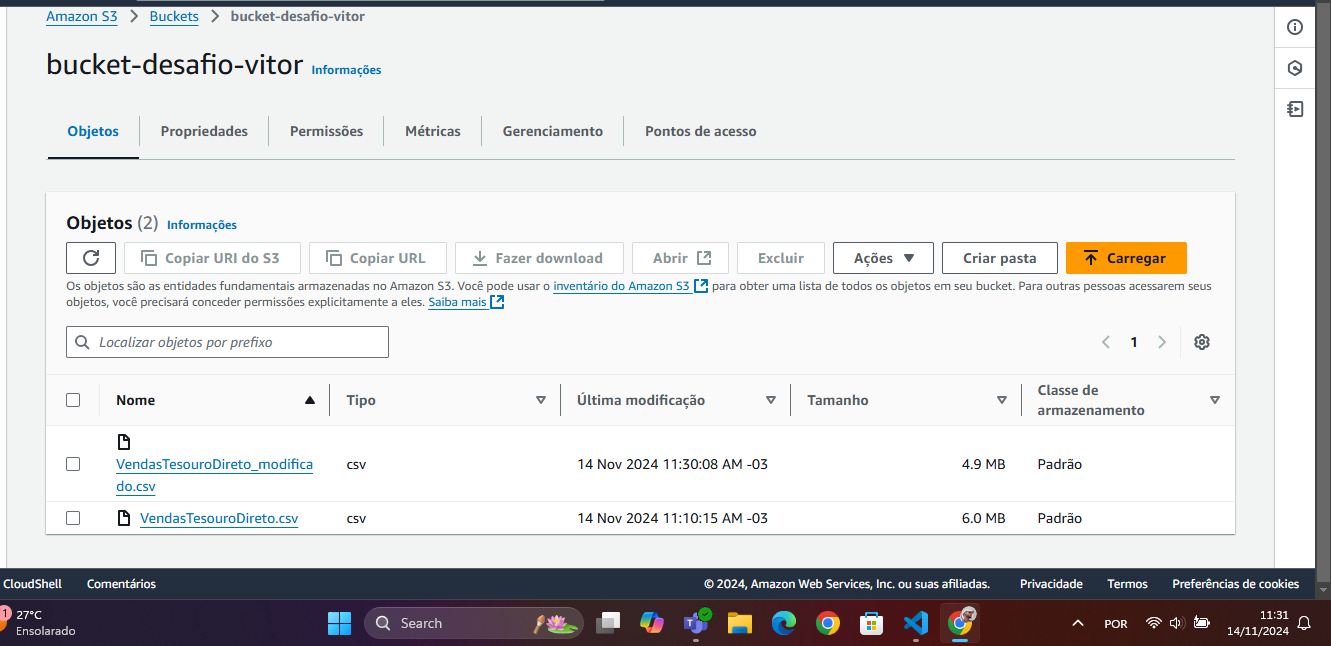 Amazon S3 > Buckets > bucket-desafio-vitor
bucket-desafio-vitor Informações
Objetos Propriedades Permissões Métricas Gerenciamento Pontos de acesso
Objetos (2) Informações
Copiar URI do S3 Copiar URL Fazer download Abrir Excluir Ações Criar pasta Carregar
Os objetos são as entidades fundamentais armazenadas no Amazon S3. Você pode usar o inventário do Amazon S3 para obter uma lista de todos os objetos em seu bucket. Para outras pessoas acessarem seus
objetos, você precisará conceder permissões explicitamente a eles. Saiba mais
Localizar objetos por prefixo
1
Nome Tipo Última modificação Tamanho Classe de
armazenamento
VendasTesouroDireto_modifica csv 14 Nov 2024 11:30:08 AM -03 4.9 MB Padrão
do.csv
VendasTesouroDireto.csv csv 14 Nov 2024 11:10:15 AM -03 6.0 MB Padrão
CloudShell Comentários © 2024, Amazon Web Services, Inc. ou suas afiliadas. Privacidade Termos Preferências de cookies
1 27°C
Ensolarado
Search
POR
11:31
14/11/2024